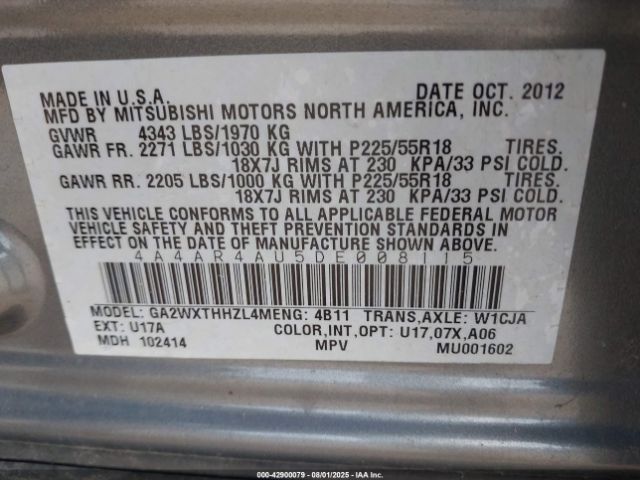 MADE IN U.S.A. DATE OCT. 2012
MFD BY MITSUBISHI MOTORS NORTH AMERICA, INC.
GVWR 4343 LBS/1970 KG
GAWR FR. 2271 LBS/1030 KG WITH P225/55R18 TIRES.
18X7J RIMS AT 230 KPA/33 PSI COLD.
GAWR RR. 2205 LBS/1000 KG WITH P225/55R18 TIRES.
18X7J RIMS AT 230 KPA/33 PSI COLD.
THIS VEHICLE CONFORMS TO ALL APPLICABLE FEDERAL MOTOR
VEHICLE SAFETY AND THEFT PREVENTION STANDARDS IN
EFFECT ON THE DATE OF MANUFACTURE SHOWN ABOVE.
4A4AR4AU5DE008115
MODEL: GA2WXTHHZL4MENG: 4B11 TRANS,AXLE: W1CJA
EXT: U17A COLOR,INT,OPT: U17,07X,A06
MDH 102414 MPV MU001602
000-42900079 - 08/01/2025 - IAA Inc.